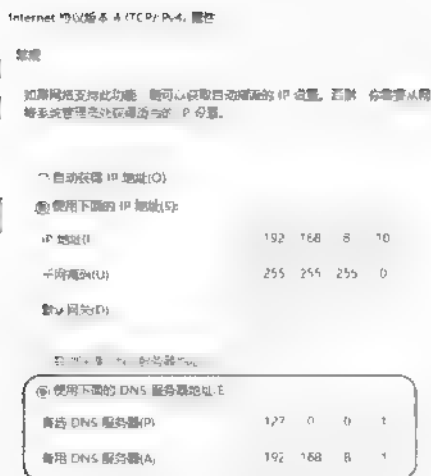 Internet 协议版本 4 (TCP/IPv4) 属性
常规
如果网络支持此功能，则可以获取自动指派的 IP 设置。否则，你需要从网
络系统管理员处获得适当的 IP 设置。
自动获得 IP 地址(O)
使用下面的 IP 地址(S):
IP 地址(I
192 168 8 10
子网掩码(U)
255 255 255 0
默认网关(D)
使用下面的 DNS 服务器地址:E
首选 DNS 服务器(P)
127 0 0 1
备用 DNS 服务器(A)
192 168 8 1